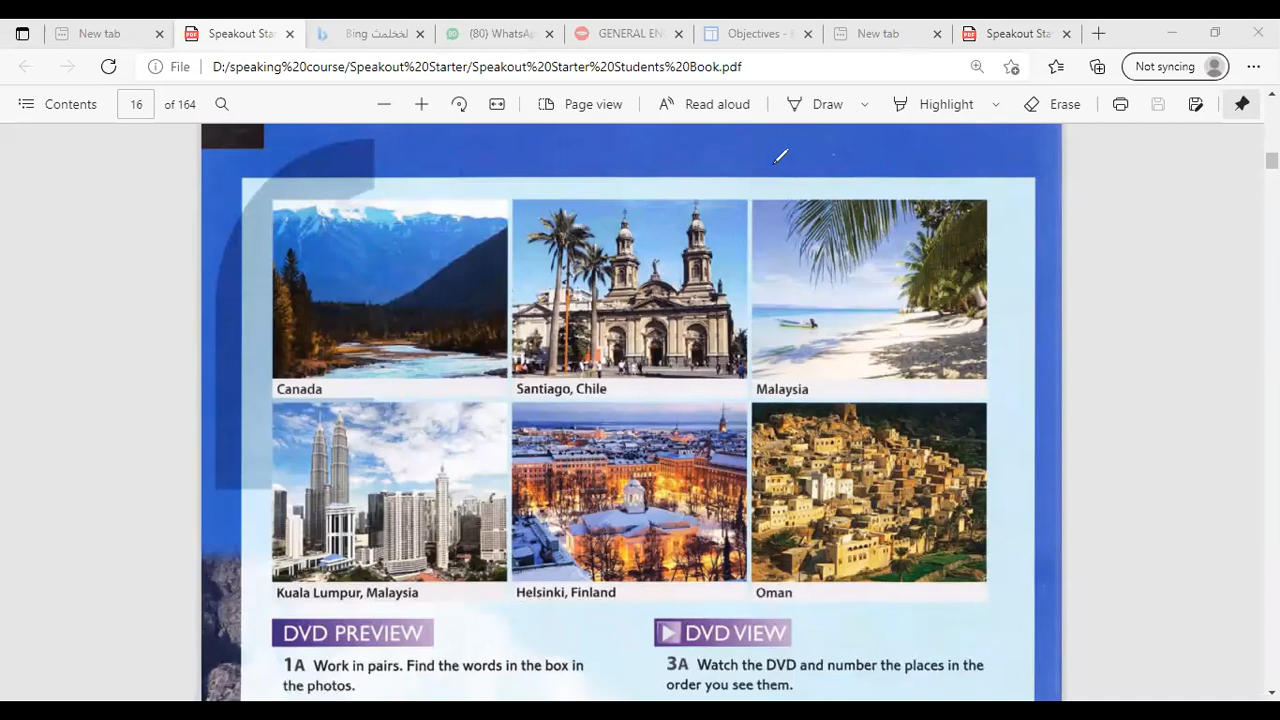 New tab
Speakout Sta
Bing لخخلمت
(80) WhatsAp
GENERAL EN
Objectives -
New tab
Speakout Sta
File
D:/speaking%20course/Speakout%20Starter/Speakout%20Starter%20Students%20Book.pdf
Not syncing
Contents
16
of 164
Page view
Read aloud
Draw
Highlight
Erase
Canada
Santiago, Chile
Malaysia
Kuala Lumpur, Malaysia
Helsinki, Finland
Oman
DVD PREVIEW
1A Work in pairs. Find the words in the box in
the photos.
DVD VIEW
3A Watch the DVD and number the places in the
order you see them.